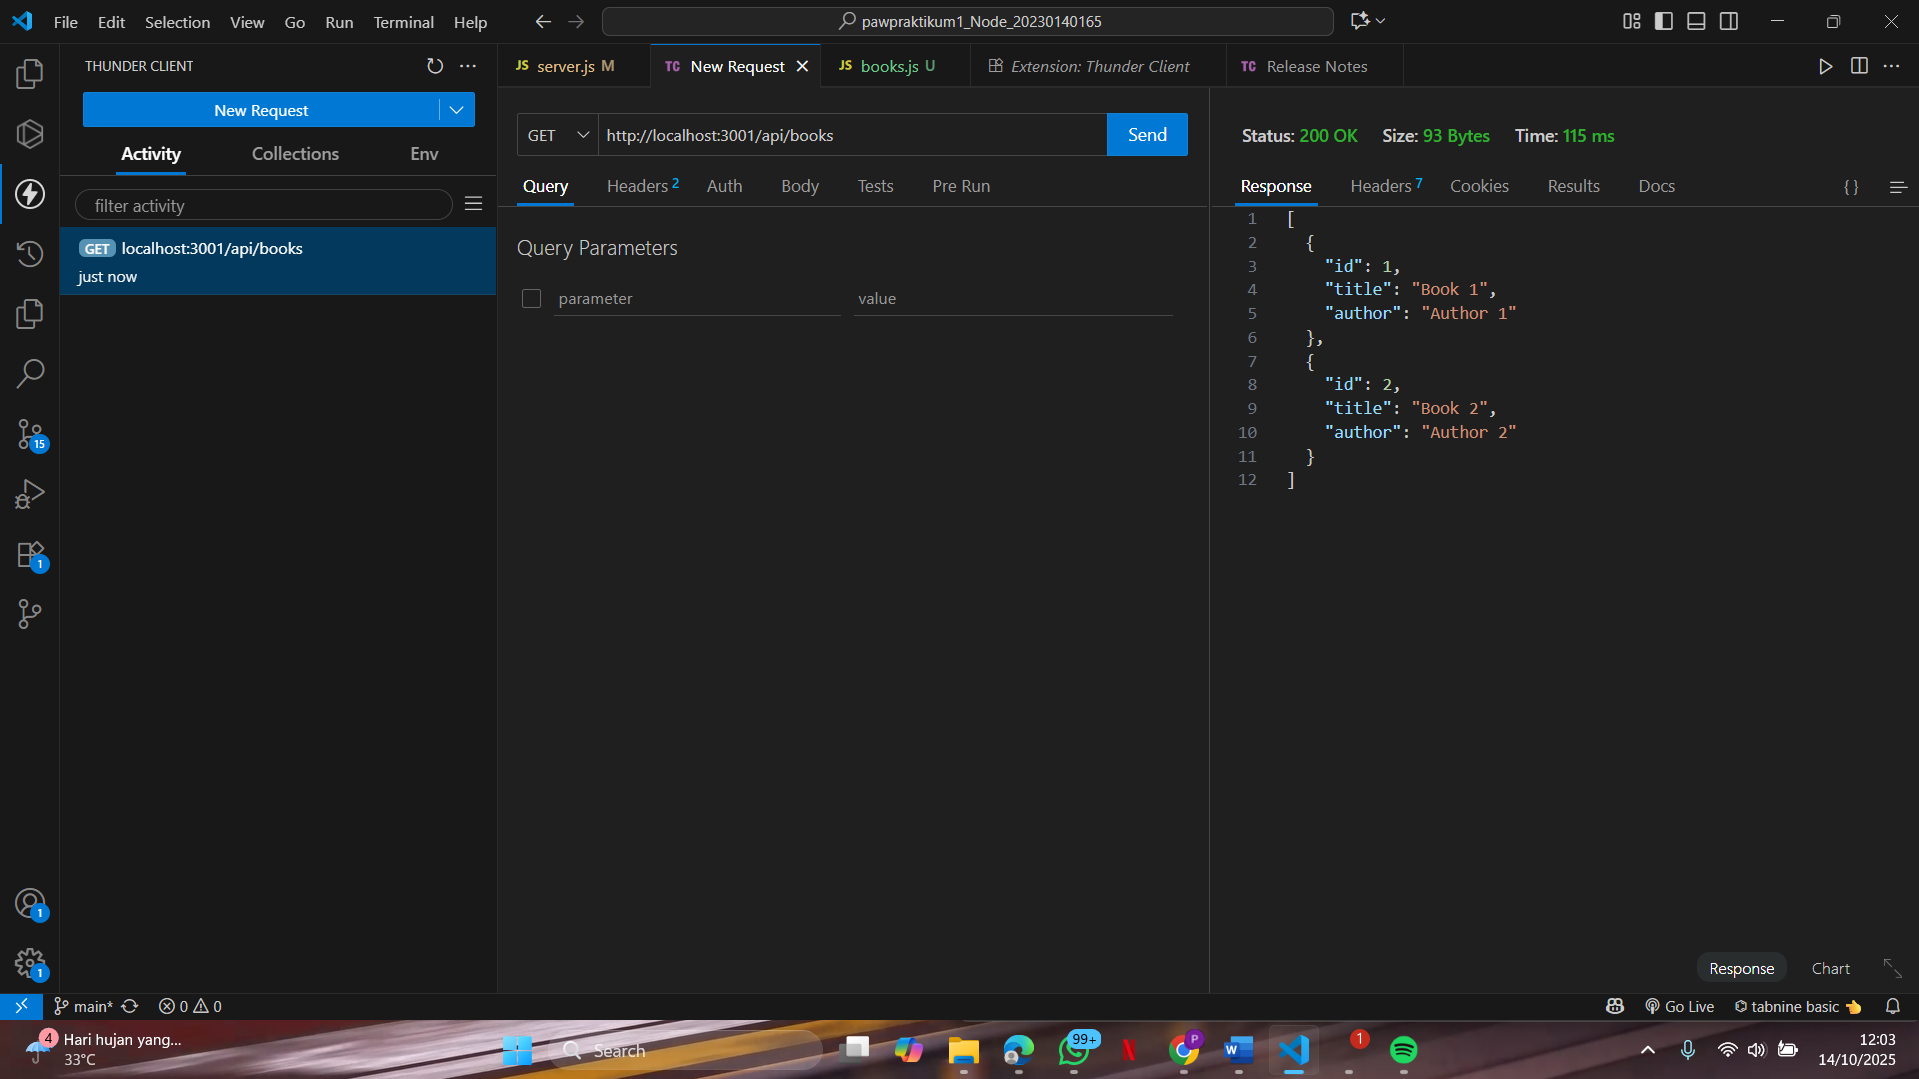 File Edit Selection View Go Run Terminal Help
pawpraktikum1_Node_20230140165
THUNDER CLIENT
New Request
Activity Collections Env
filter activity
GET localhost:3001/api/books
just now
15
1
1
1
JS server.js M
TC New Request
JS books.js U
Extension: Thunder Client
TC Release Notes
GET http://localhost:3001/api/books Send
Query Headers 2 Auth Body Tests Pre Run
Query Parameters
parameter value
Status: 200 OK Size: 93 Bytes Time: 115 ms
Response Headers 7 Cookies Results Docs { }
1 [
2 {
3 "id": 1,
4 "title": "Book 1",
5 "author": "Author 1"
6 },
7 {
8 "id": 2,
9 "title": "Book 2",
10 "author": "Author 2"
11 }
12 ]
Response Chart
main* 0 0
Go Live tabnine basic
4 Hari hujan yang...
33°C
Search
99+
P
W
1
12:03
14/10/2025